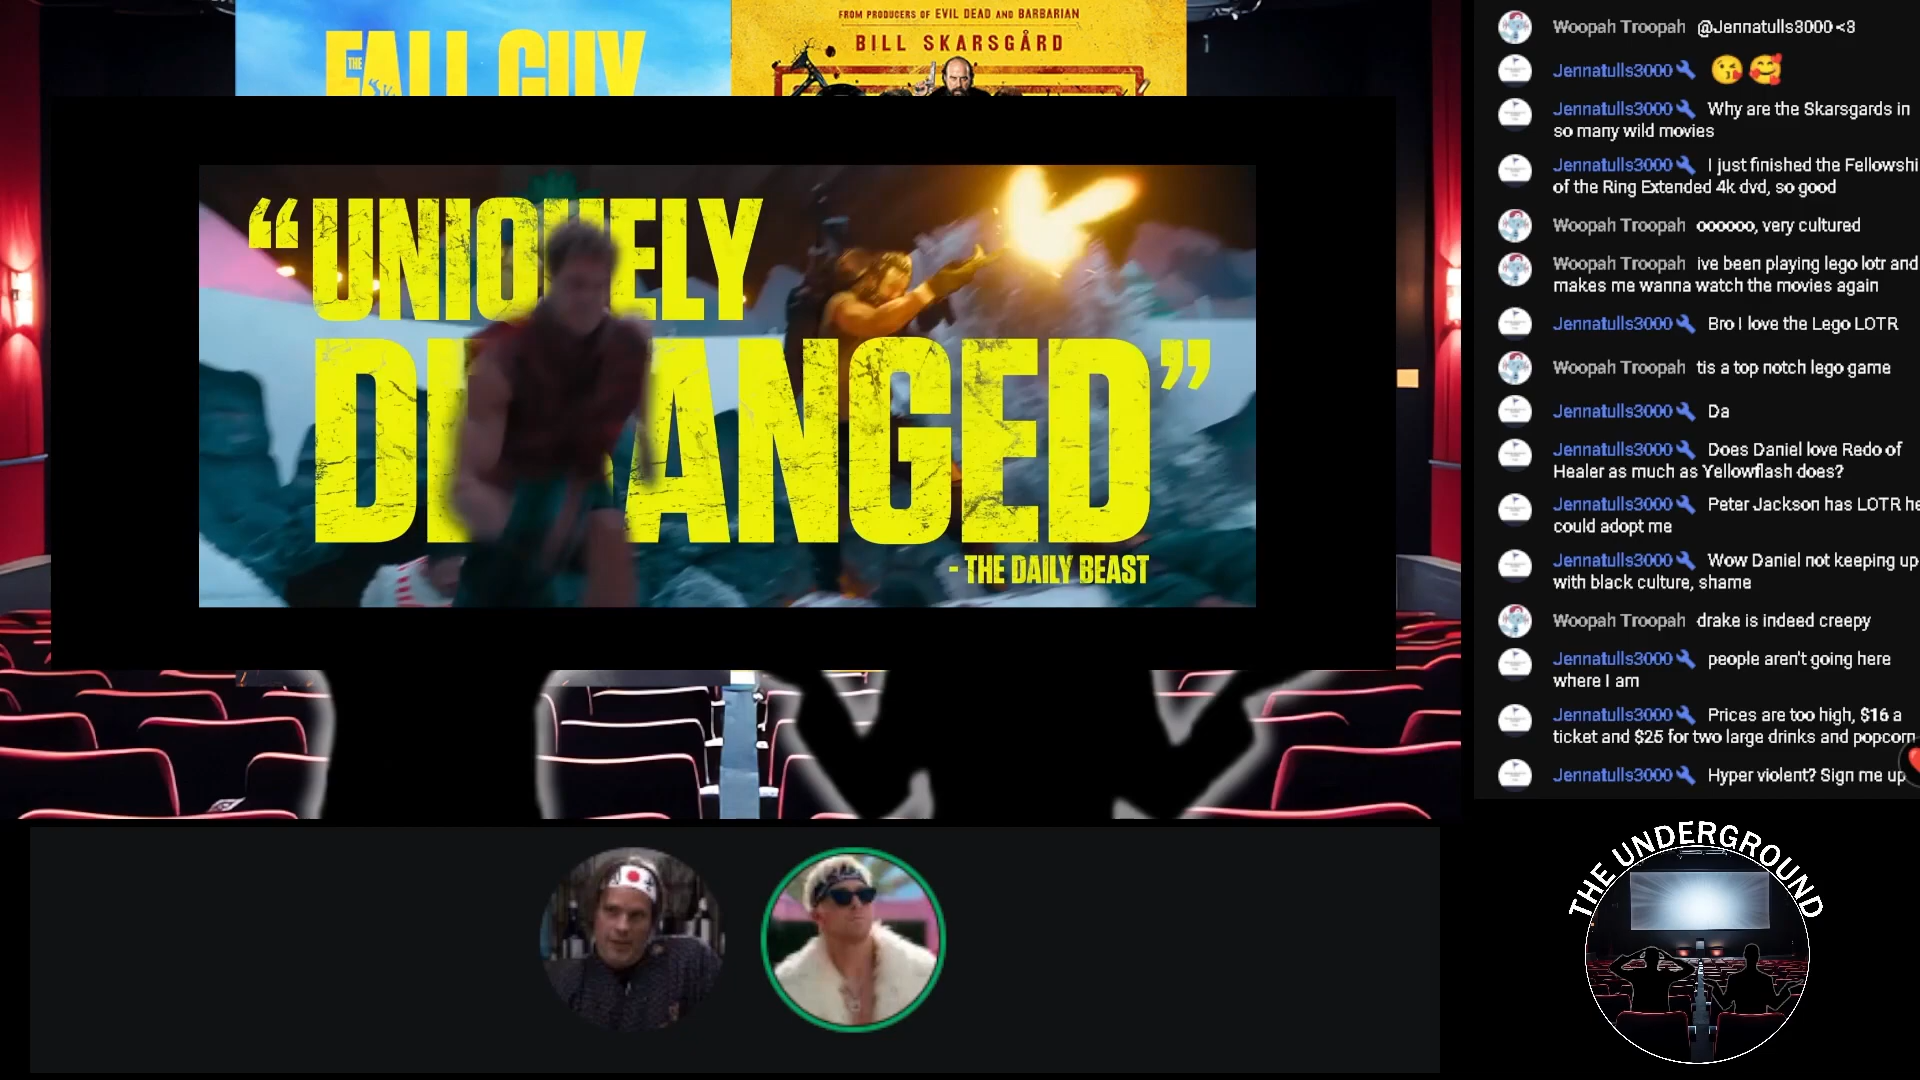 THE
FALL GUY
FROM PRODUCERS OF EVIL DEAD AND BARBARIAN
BILL SKARSGÅRD
“UNIQUELY
DERANGED”
- THE DAILY BEAST
Woopah Troopah @Jennatulls3000 <3
Jennatulls3000 😘 🥰
Jennatulls3000 Why are the Skarsgards in
so many wild movies
Jennatulls3000 I just finished the Fellowshi
of the Ring Extended 4k dvd, so good
Woopah Troopah oooooo, very cultured
Woopah Troopah ive been playing lego lotr and
makes me wanna watch the movies again
Jennatulls3000 Bro I love the Lego LOTR
Woopah Troopah tis a top notch lego game
Jennatulls3000 Da
Jennatulls3000 Does Daniel love Redo of
Healer as much as Yellowflash does?
Jennatulls3000 Peter Jackson has LOTR he
could adopt me
Jennatulls3000 Wow Daniel not keeping up
with black culture, shame
Woopah Troopah drake is indeed creepy
Jennatulls3000 people aren't going here
where I am
Jennatulls3000 Prices are too high, $16 a
ticket and $25 for two large drinks and popcorn
Jennatulls3000 Hyper violent? Sign me up
THE UNDERGROUND